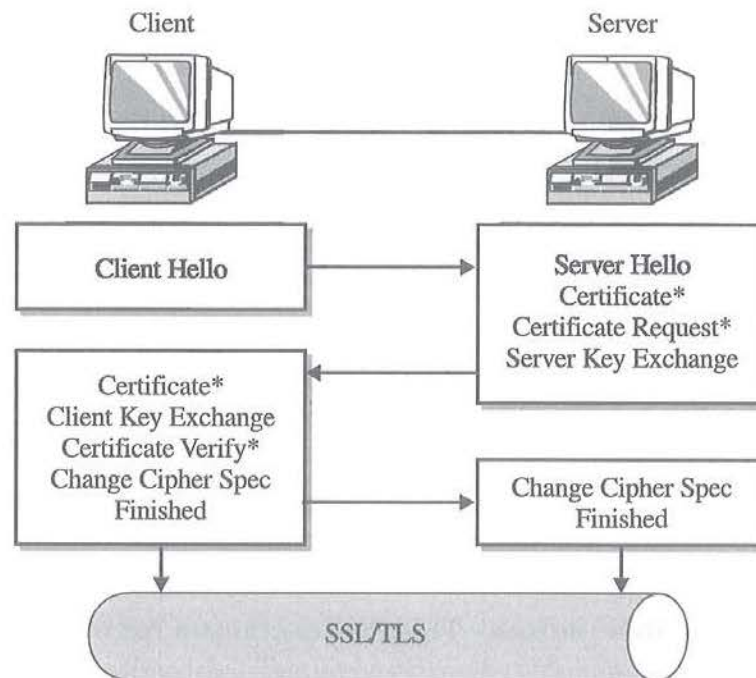 Client
Server
Client Hello
Server Hello
Certificate*
Certificate Request*
Server Key Exchange
Certificate*
Client Key Exchange
Certificate Verify*
Change Cipher Spec
Finished
Change Cipher Spec
Finished
SSL/TLS